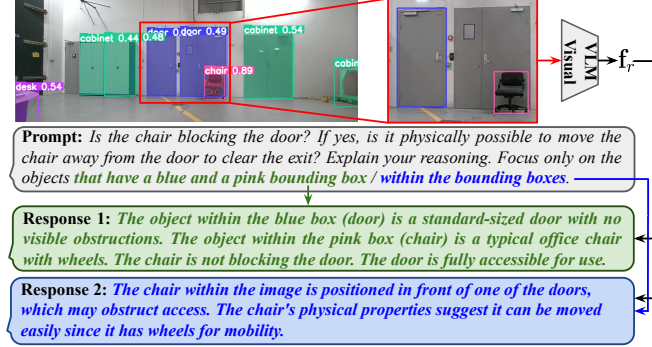 cabinet 0.44 0.48 door 0. door 0.49 cabinet 0.54
chair 0.89
cabin
desk 0.54
Visual
VLM
f_r
Prompt: Is the chair blocking the door? If yes, is it physically possible to move the
chair away from the door to clear the exit? Explain your reasoning. Focus only on the
objects that have a blue and a pink bounding box / within the bounding boxes.
Response 1: The object within the blue box (door) is a standard-sized door with no
visible obstructions. The object within the pink box (chair) is a typical office chair
with wheels. The chair is not blocking the door. The door is fully accessible for use.
Response 2: The chair within the image is positioned in front of one of the doors,
which may obstruct access. The chair's physical properties suggest it can be moved
easily since it has wheels for mobility.